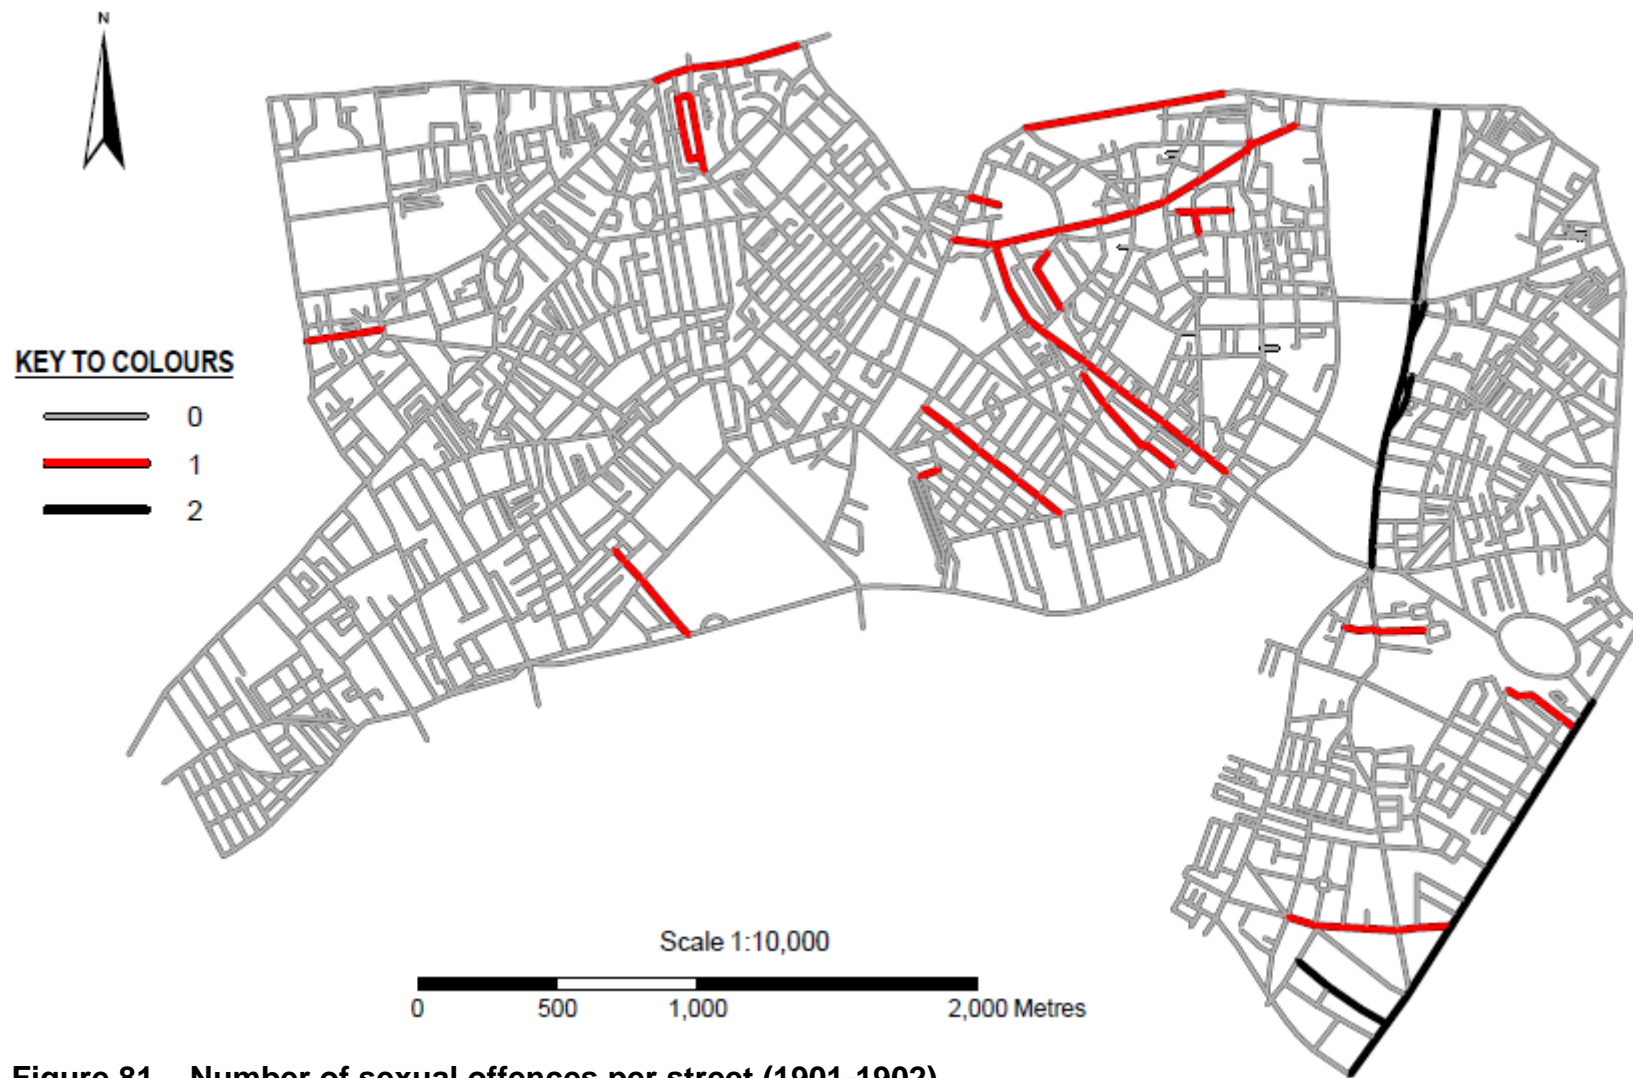 N
KEY TO COLOURS
0
1
2
Scale 1:10,000
0 500 1,000 2,000 Metres
Figure 81 Number of sexual offences per street (1901-1902)